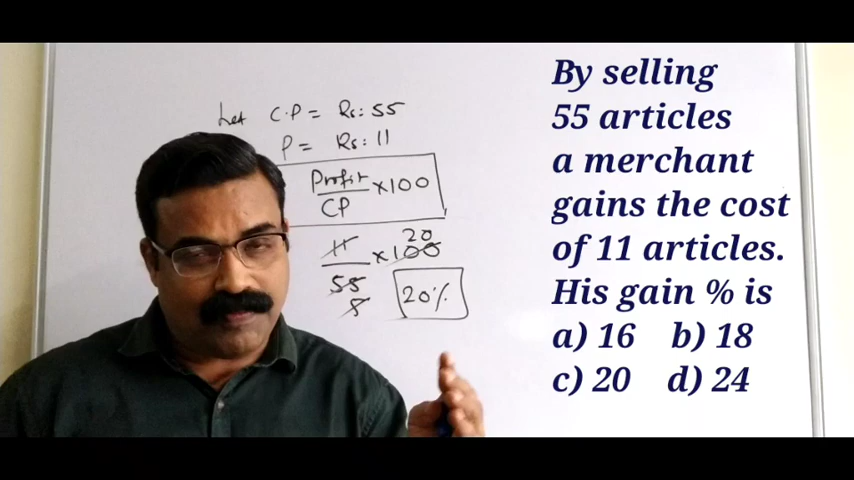 Let C.P = Rs: 55
P = Rs: 11
Profit
CP
×100
11
55
5
×100
20
20%
By selling
55 articles
a merchant
gains the cost
of 11 articles.
His gain % is
a) 16 b) 18
c) 20 d) 24